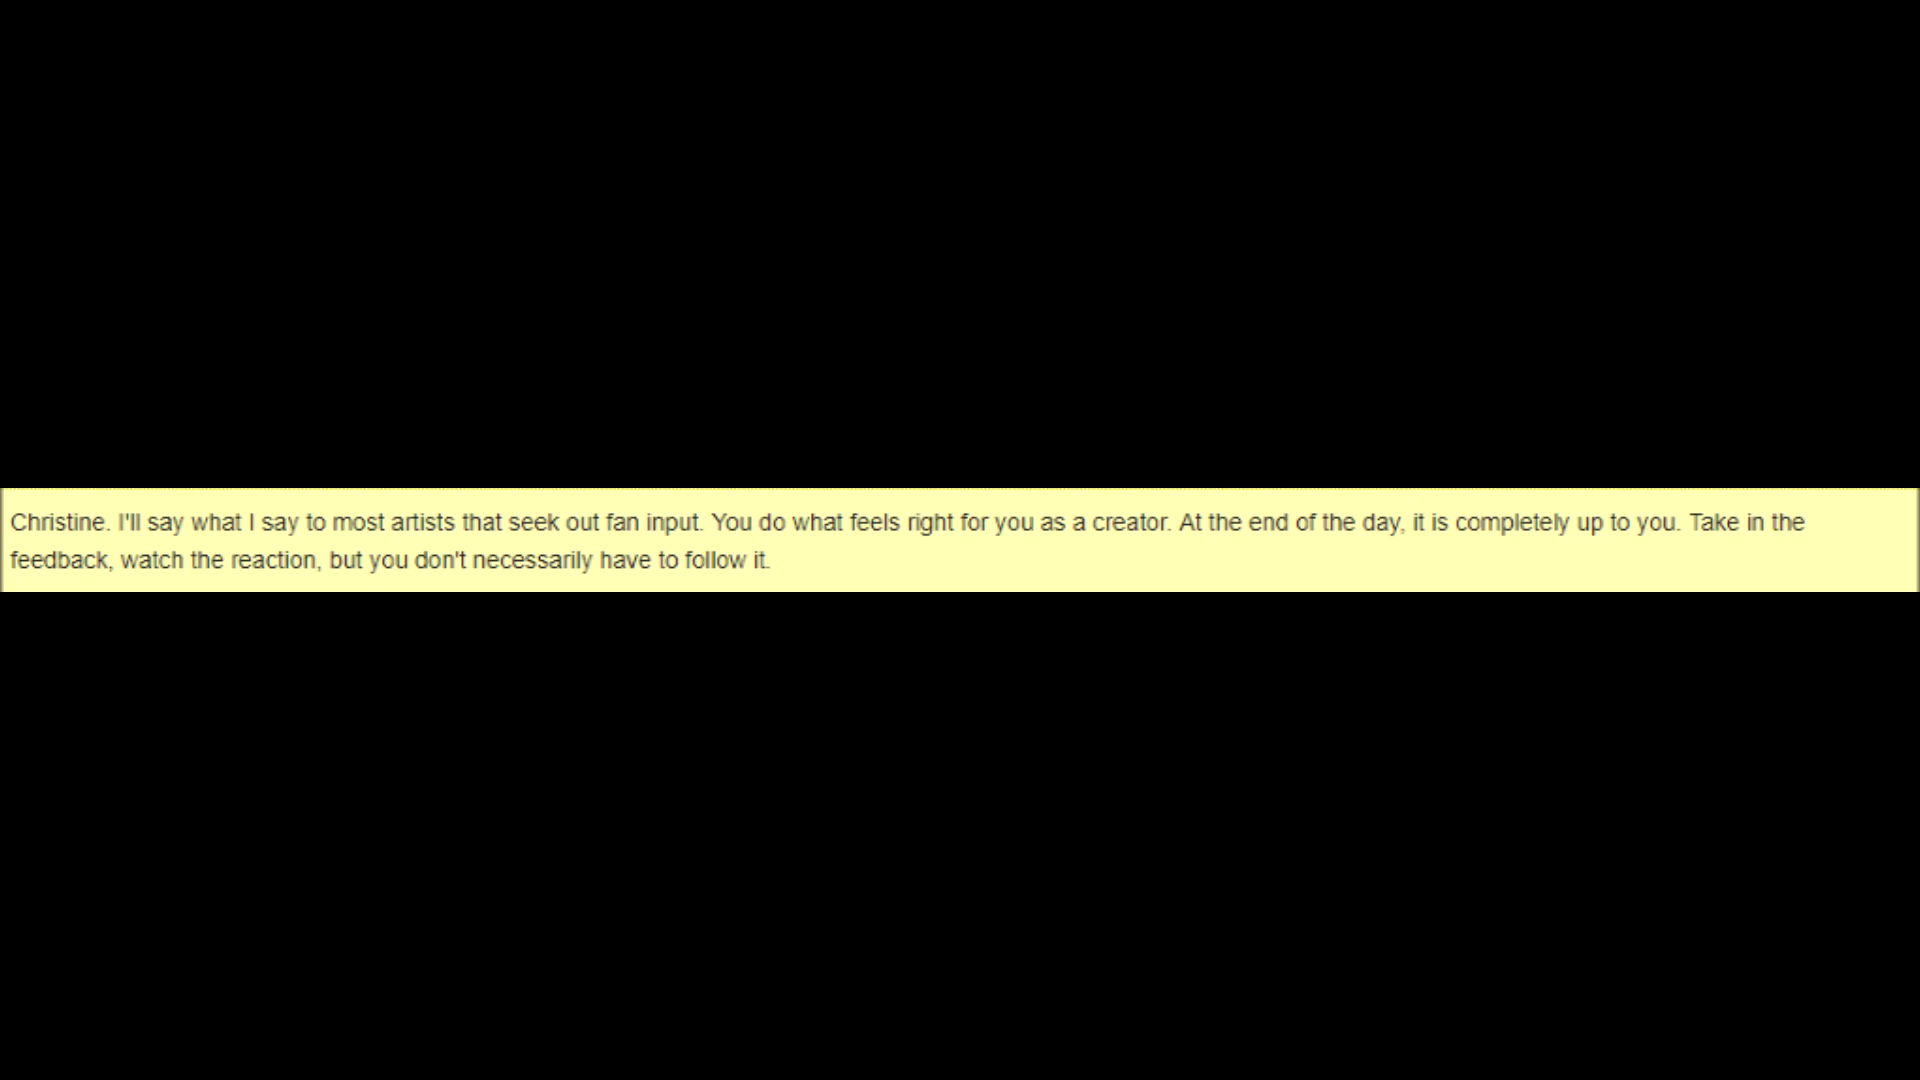 Christine. I'll say what I say to most artists that seek out fan input. You do what feels right for you as a creator. At the end of the day, it is completely up to you. Take in the
feedback, watch the reaction, but you don't necessarily have to follow it.